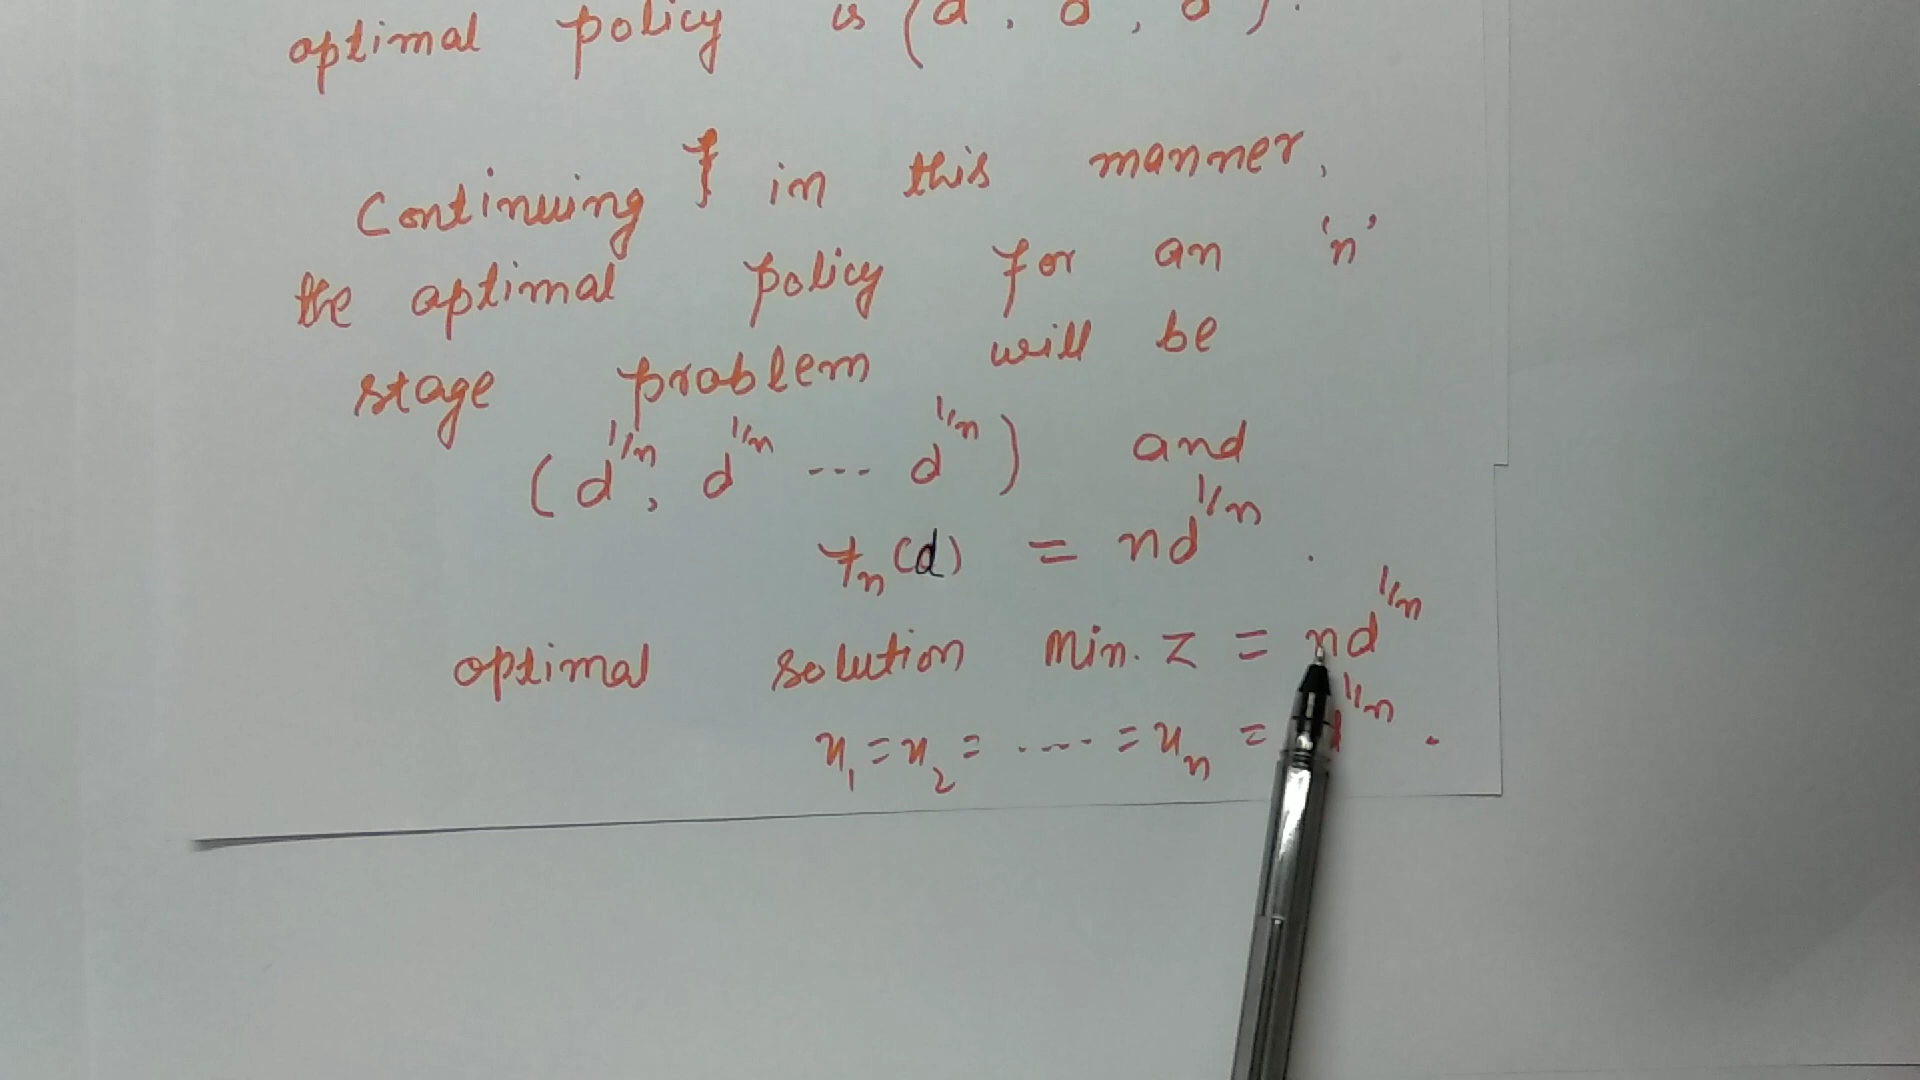 optimal policy is (d, d, d).
Continuing in this manner,
the optimal policy for an 'n'
stage problem will be
(d^1/n, d^1/n --- d^1/n) and
f_n(d) = nd^1/n.
optimal solution Min. Z = nd^1/n
x_1 = x_2 = ..... = x_n = d^1/n.